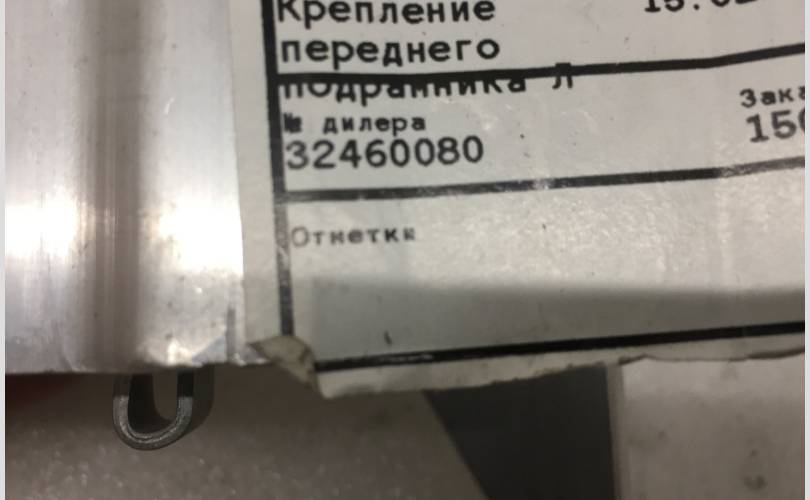 Крепление
переднего
подрамника Л
№ дилера
32460080
Отметки